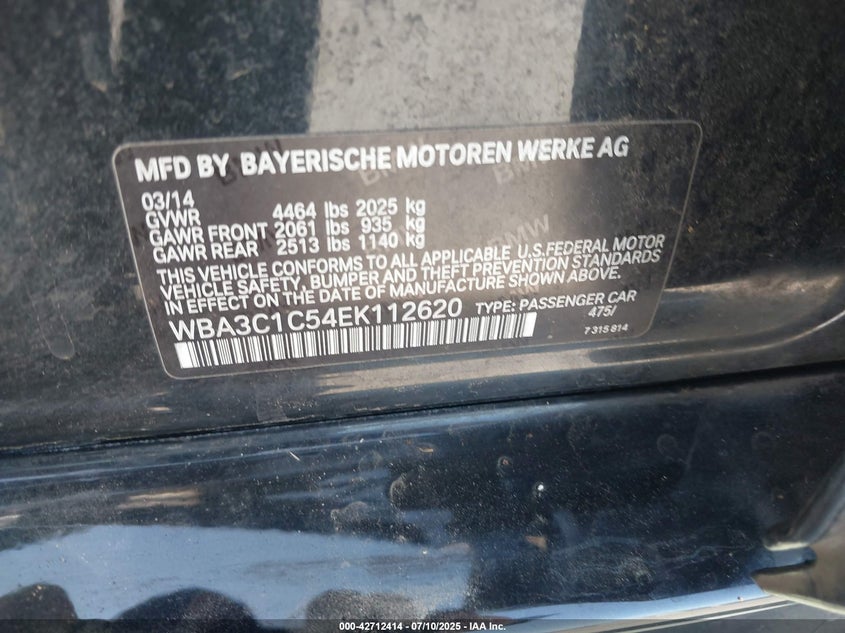 MFD BY BAYERISCHE MOTOREN WERKE AG
03/14
GVWR 4464 lbs 2025 kg
GAWR FRONT 2061 lbs 935 kg
GAWR REAR 2513 lbs 1140 kg
THIS VEHICLE CONFORMS TO ALL APPLICABLE U.S.FEDERAL MOTOR
VEHICLE SAFETY, BUMPER AND THEFT PREVENTION STANDARDS
IN EFFECT ON THE DATE OF MANUFACTURE SHOWN ABOVE.
WBA3C1C54EK112620 TYPE: PASSENGER CAR
475/
7 315 814
000-42712414 - 07/10/2025 - IAA Inc.